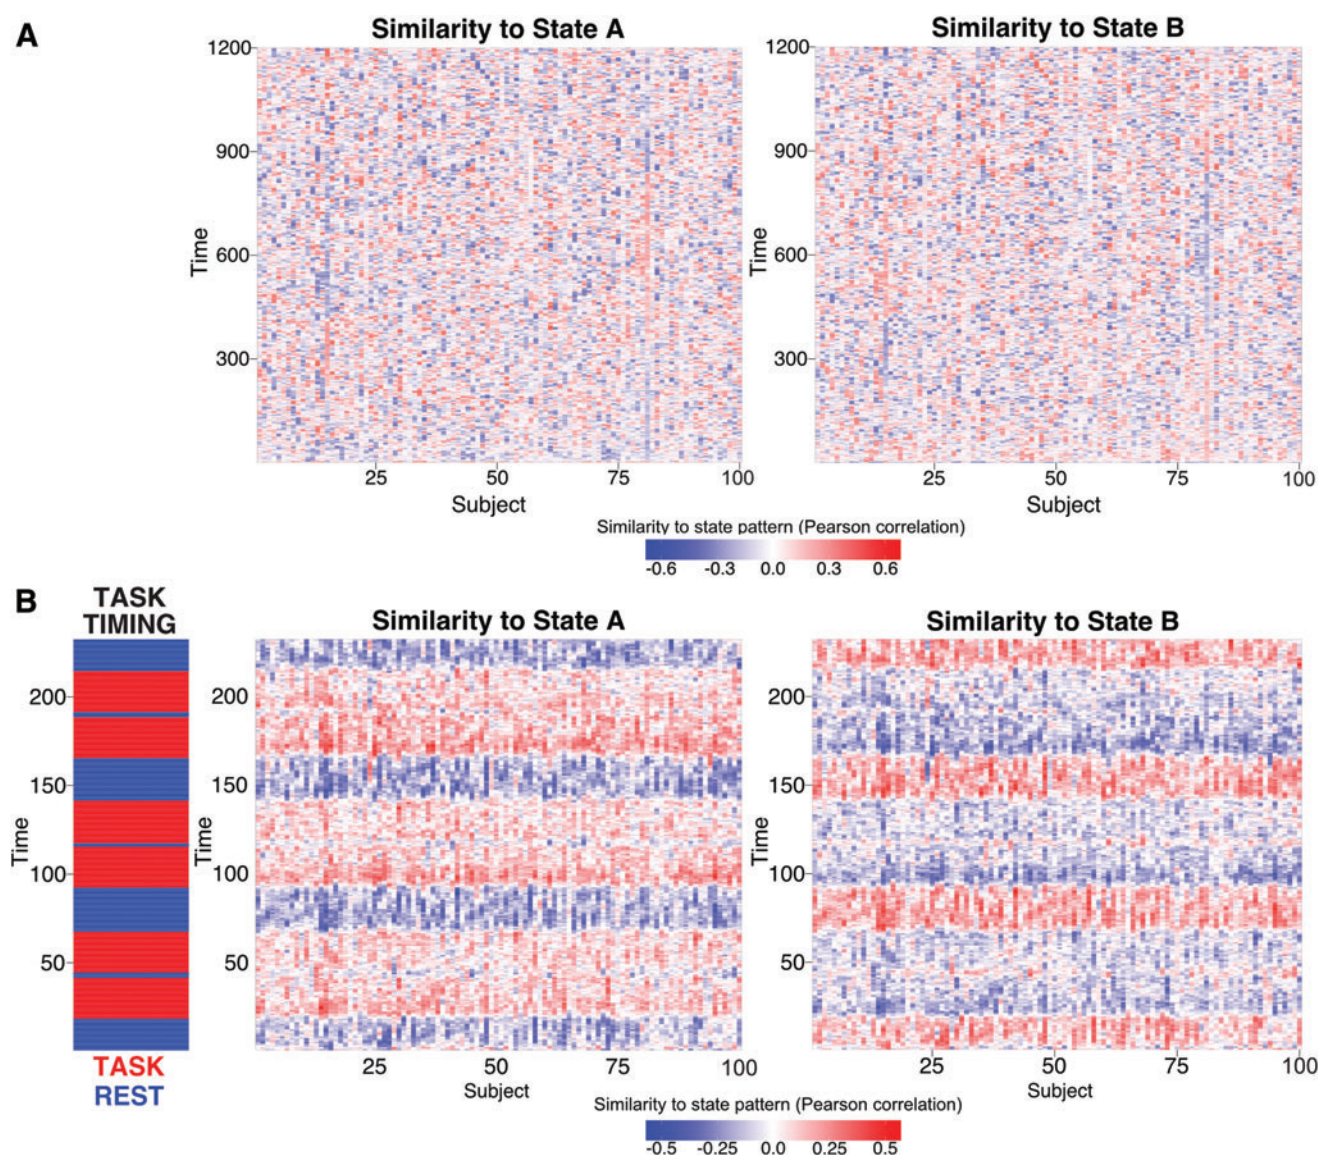 A
Similarity to State A
Similarity to State B
1200
900
600
300
Time
25
50
75
100
Subject
1200
900
600
300
Time
25
50
75
100
Subject
Similarity to state pattern (Pearson correlation)
-0.6
-0.3
0.0
0.3
0.6
B
TASK
TIMING
Similarity to State A
Similarity to State B
200
150
100
50
Time
TASK
REST
200
150
100
50
Time
25
50
75
100
Subject
200
150
100
50
Time
25
50
75
100
Subject
Similarity to state pattern (Pearson correlation)
-0.5
-0.25
0.0
0.25
0.5